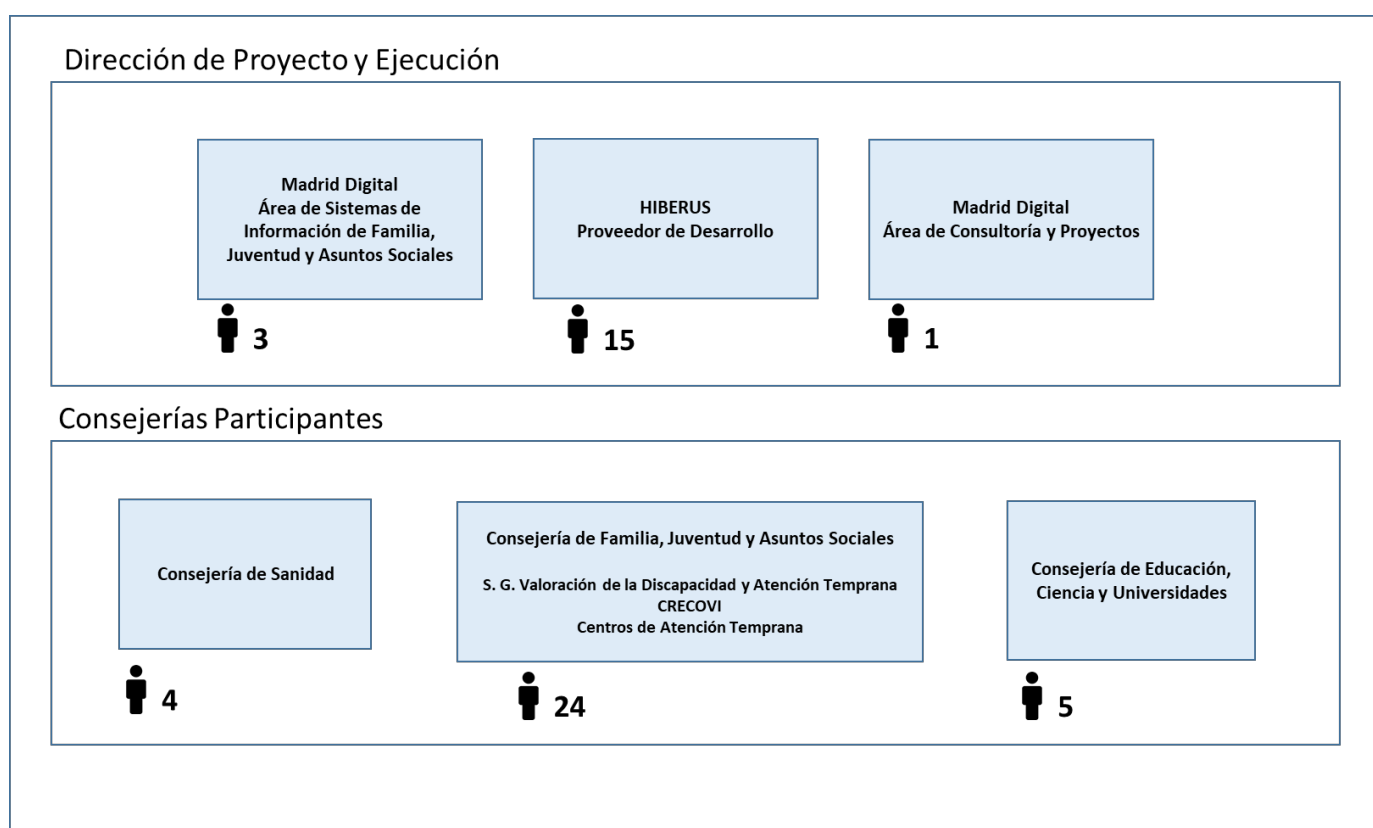 Dirección de Proyecto y Ejecución
Madrid Digital
Área de Sistemas de
Información de Familia,
Juventud y Asuntos Sociales
3
HIBERUS
Proveedor de Desarrollo
15
Madrid Digital
Área de Consultoría y Proyectos
1
Consejerías Participantes
Consejería de Sanidad
4
Consejería de Familia, Juventud y Asuntos Sociales
S. G. Valoración de la Discapacidad y Atención Temprana
CRECOVI
Centros de Atención Temprana
24
Consejería de Educación,
Ciencia y Universidades
5